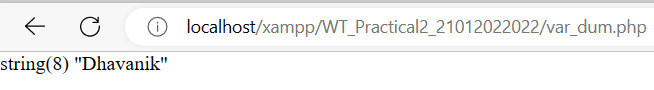 localhost/xampp/WT_Practical2_21012022022/var_dum.php
string(8) "Dhavanik"